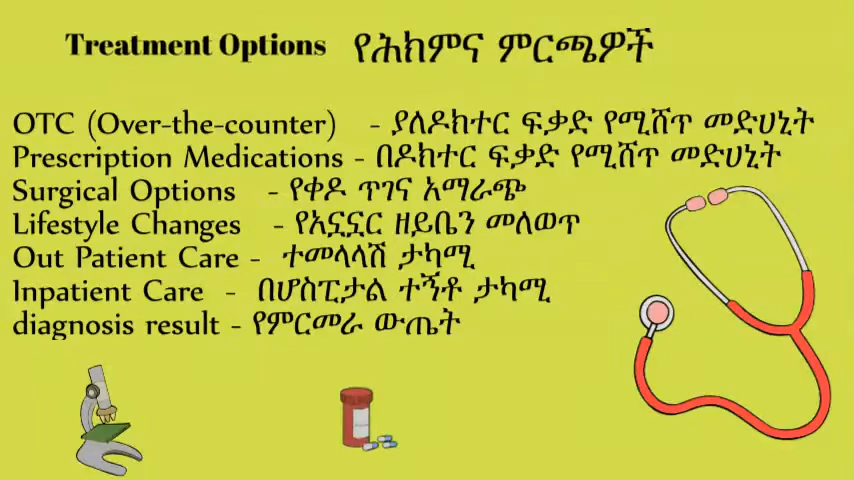 Treatment Options የሕክምና ምርጫዎች
OTC (Over-the-counter) - ያለዶክተር ፍቃድ የሚሸጥ መድሀኒት
Prescription Medications - በዶክተር ፍቃድ የሚሸጥ መድሀኒት
Surgical Options - የቀዶ ጥገና አማራጭ
Lifestyle Changes - የአኗኗር ዘይቤን መለወጥ
Out Patient Care - ተመላላሽ ታካሚ
Inpatient Care - በሆስፒታል ተኝቶ ታካሚ
diagnosis result - የምርመራ ውጤት